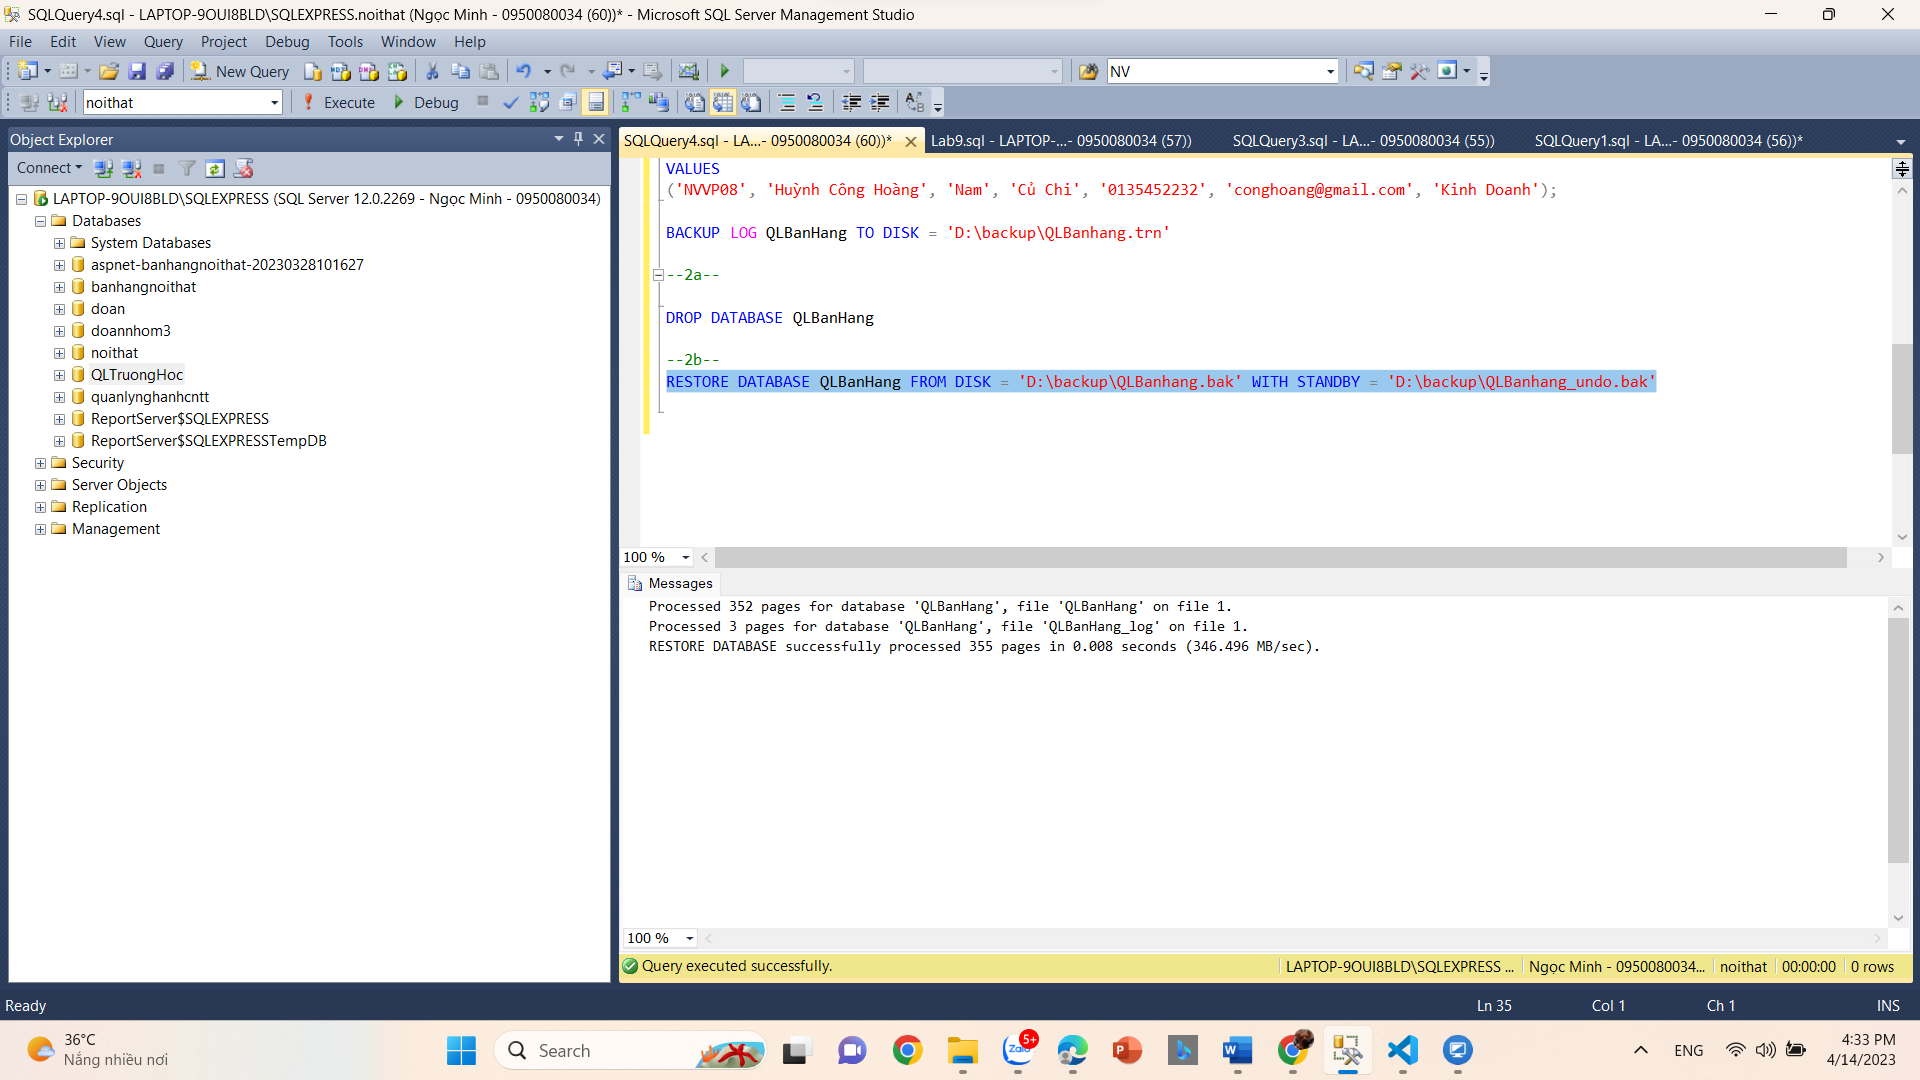 SQLQuery4.sql - LAPTOP-9OUI8BLD\SQLEXPRESS.noithat (Ngọc Minh - 0950080034 (60))* - Microsoft SQL Server Management Studio
File Edit View Query Project Debug Tools Window Help
New Query NV
noithat Execute Debug
Object Explorer
Connect
LAPTOP-9OUI8BLD\SQLEXPRESS (SQL Server 12.0.2269 - Ngọc Minh - 0950080034)
Databases
System Databases
aspnet-banhangnoithat-20230328101627
banhangnoithat
doan
doannhom3
noithat
QLTruongHoc
quanlynghanhcntt
ReportServer$SQLEXPRESS
ReportServer$SQLEXPRESSTempDB
Security
Server Objects
Replication
Management
SQLQuery4.sql - LA...- 0950080034 (60))* Lab9.sql - LAPTOP-...- 0950080034 (57)) SQLQuery3.sql - LA...- 0950080034 (55)) SQLQuery1.sql - LA...- 0950080034 (56))*
VALUES
('NVVP08', 'Huỳnh Công Hoàng', 'Nam', 'Củ Chi', '0135452232', 'conghoang@gmail.com', 'Kinh Doanh');
BACKUP LOG QLBanHang TO DISK = 'D:\backup\QLBanhang.trn'
--2a--
DROP DATABASE QLBanHang
--2b--
RESTORE DATABASE QLBanHang FROM DISK = 'D:\backup\QLBanhang.bak' WITH STANDBY = 'D:\backup\QLBanhang_undo.bak'
100 %
Messages
Processed 352 pages for database 'QLBanHang', file 'QLBanHang' on file 1.
Processed 3 pages for database 'QLBanHang', file 'QLBanHang_log' on file 1.
RESTORE DATABASE successfully processed 355 pages in 0.008 seconds (346.496 MB/sec).
100 %
Query executed successfully. LAPTOP-9OUI8BLD\SQLEXPRESS ... Ngọc Minh - 0950080034... noithat 00:00:00 0 rows
Ready Ln 35 Col 1 Ch 1 INS
36°C
Nắng nhiều nơi
Search
5+
Zalo
ENG
4:33 PM
4/14/2023